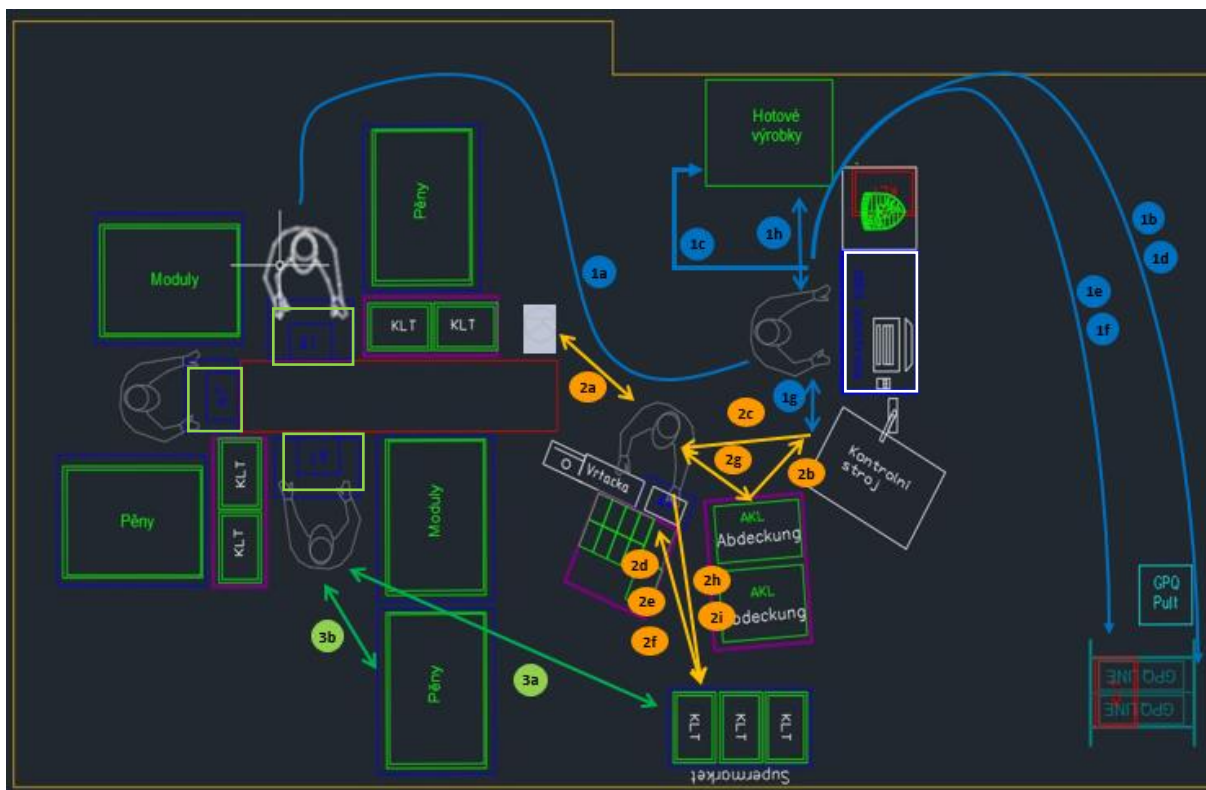 Hotové
výrobky
Pěny
1b
1d
1c
1h
1a
Moduly
1e
1f
KLT
KLT
2a
1g
2c
2g
2b
Kontrolní
stroj
Vrtačka
KLT
KLT
Pěny
Moduly
AKL
Abdeckung
AKL
Abdeckung
2d
2e
2f
2h
2i
GPQ
Pult
3b
3a
Pěny
GPQ LINE
GPQ LINE
KLT
KLT
KLT
Supermarket